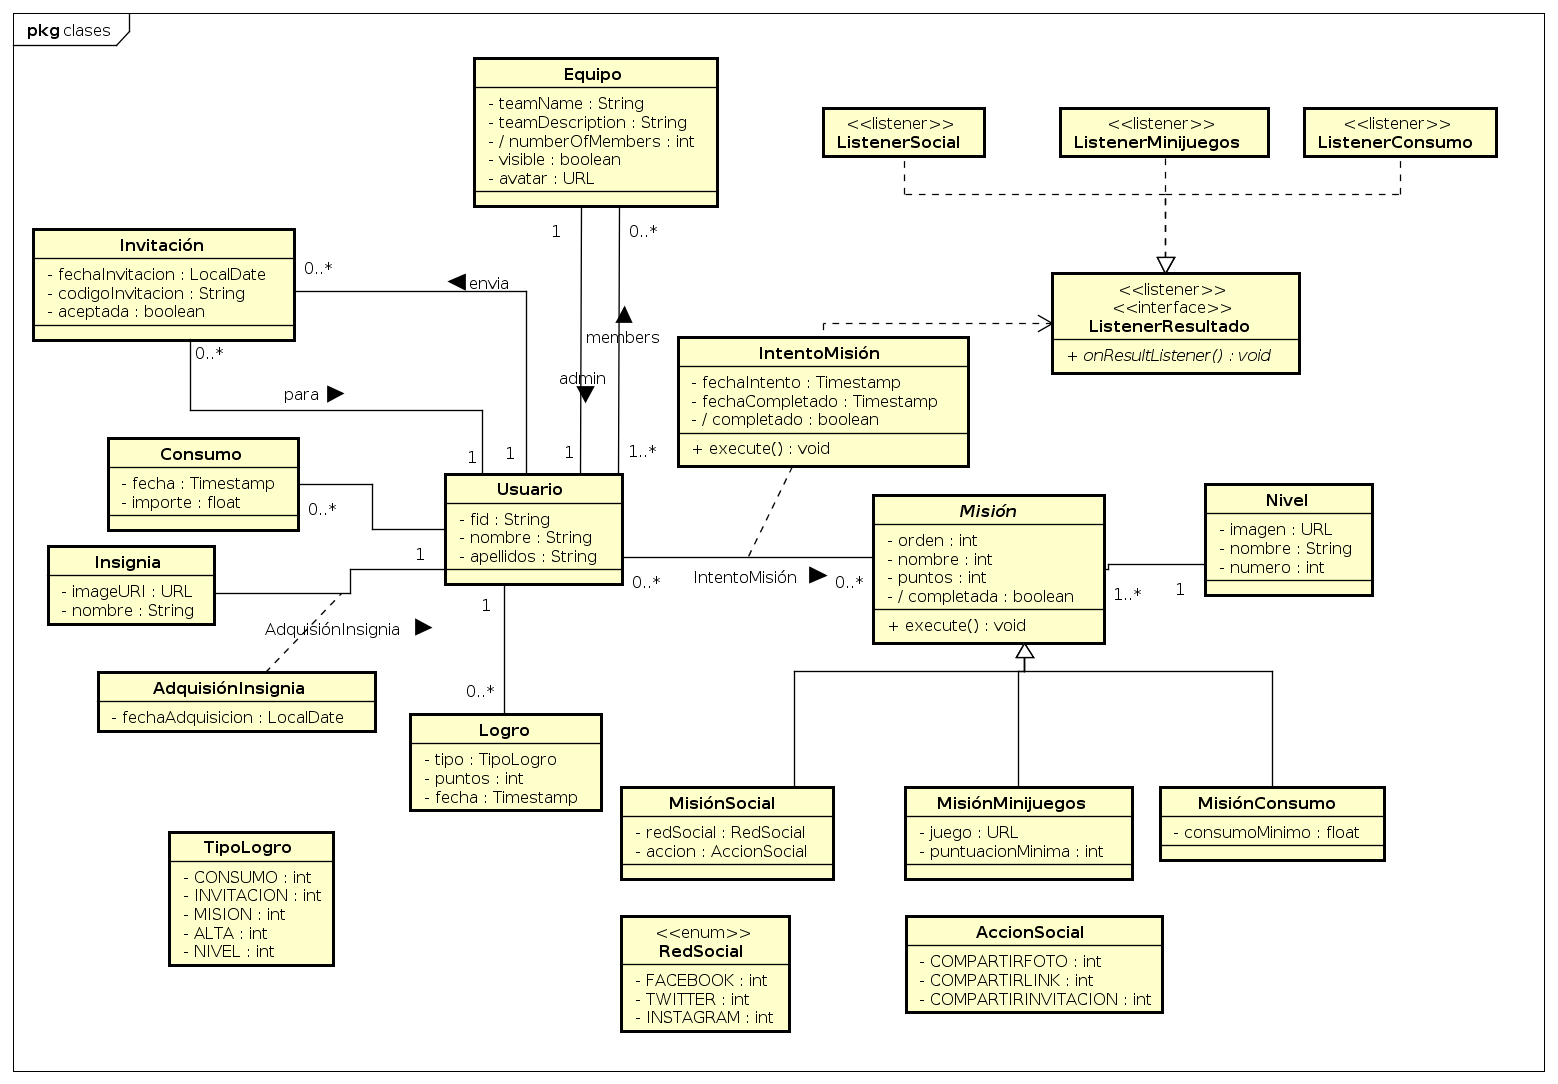 pkg clases
Equipo
- teamName : String
- teamDescription : String
- / numberOfMembers : int
- visible : boolean
- avatar : URL
<<listener>>
ListenerSocial
<<listener>>
ListenerMinijuegos
<<listener>>
ListenerConsumo
1
0..*
Invitación
- fechaInvitacion : LocalDate
- codigoInvitacion : String
- aceptada : boolean
0..*
envia
0..*
para
members
admin
<<listener>>
<<interface>>
ListenerResultado
+ onResultListener() : void
IntentoMisión
- fechaIntento : Timestamp
- fechaCompletado : Timestamp
- / completado : boolean
+ execute() : void
1
1
1
1..*
Consumo
- fecha : Timestamp
- importe : float
0..*
1
Usuario
- fid : String
- nombre : String
- apellidos : String
Insignia
- imageURI : URL
- nombre : String
0..*
IntentoMisión
0..*
Misión
- orden : int
- nombre : int
- puntos : int
- / completada : boolean
+ execute() : void
1..*
1
Nivel
- imagen : URL
- nombre : String
- numero : int
AdquisiónInsignia
1
0..*
AdquisiónInsignia
- fechaAdquisicion : LocalDate
Logro
- tipo : TipoLogro
- puntos : int
- fecha : Timestamp
MisiónSocial
- redSocial : RedSocial
- accion : AccionSocial
MisiónMinijuegos
- juego : URL
- puntuacionMinima : int
MisiónConsumo
- consumoMinimo : float
TipoLogro
- CONSUMO : int
- INVITACION : int
- MISION : int
- ALTA : int
- NIVEL : int
<<enum>>
RedSocial
- FACEBOOK : int
- TWITTER : int
- INSTAGRAM : int
AccionSocial
- COMPARTIRFOTO : int
- COMPARTIRLINK : int
- COMPARTIRINVITACION : int